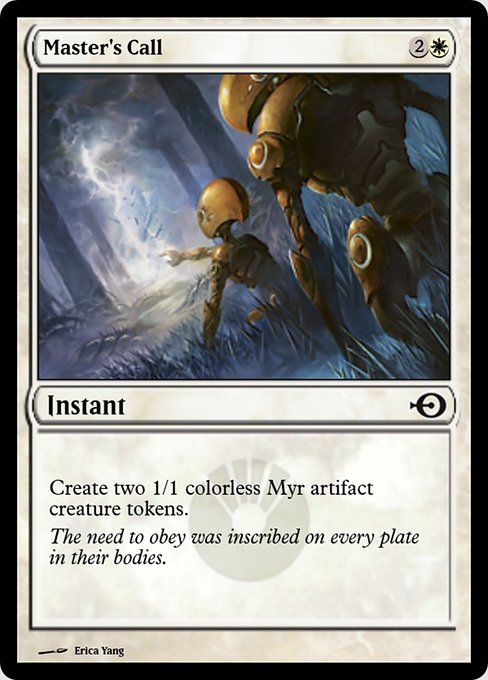 Master's Call
2
Instant
Create two 1/1 colorless Myr artifact
creature tokens.
The need to obey was inscribed on every plate
in their bodies.
Erica Yang